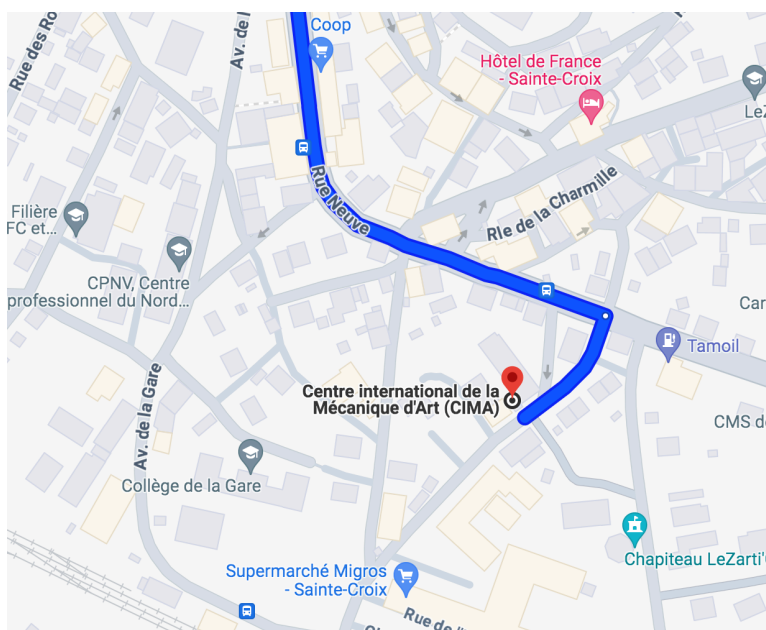 Coop
Rue des Ro
Av. de l
Hôtel de France
- Sainte-Croix
LeZ
Rue Neuve
Rle de la Charmille
Filière
FC et...
CPNV, Centre
professionnel du Nord...
Car
Tamoil
Centre international de la
Mécanique d'Art (CIMA)
Av. de la Gare
CMS de
Collège de la Gare
Chapiteau LeZarti'
Supermarché Migros
- Sainte-Croix
Rue de l'